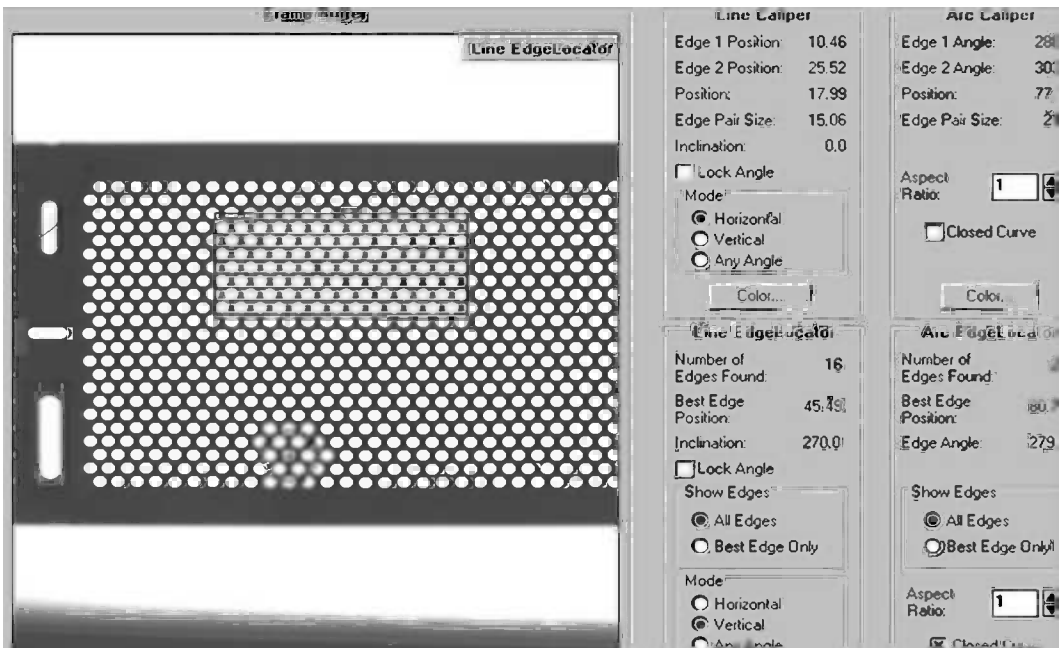 Line EdgeLocator
Line Caliper
Edge 1 Position: 10.46
Edge 2 Position: 25.52
Position: 17.99
Edge Pair Size: 15.06
Inclination: 0.0
Lock Angle
Mode
Horizontal
Vertical
Any Angle
Color...
Line EdgeLocator
Number of
Edges Found: 16
Best Edge
Position: 45.49
Inclination: 270.0
Lock Angle
Show Edges
All Edges
Best Edge Only
Mode
Horizontal
Vertical
Any Angle
Arc Caliper
Edge 1 Angle:
Edge 2 Angle:
Position: 77
Edge Pair Size:
Aspect
Ratio: 1
Closed Curve
Color...
Arc EdgeLocator
Number of
Edges Found:
Best Edge
Position:
Edge Angle: 279
Show Edges
All Edges
Best Edge Only
Aspect
Ratio: 1